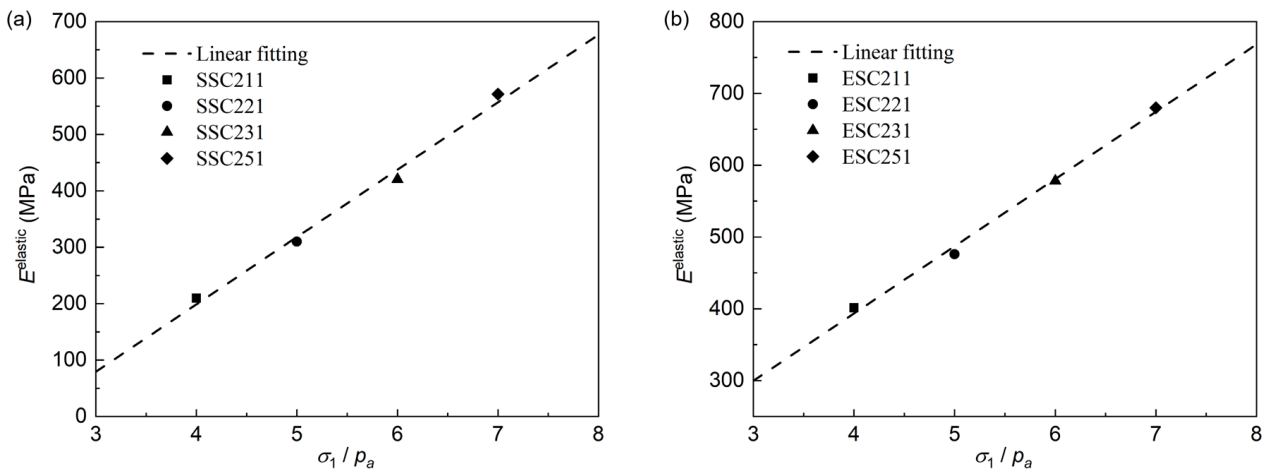 (a)
700
600
500
400
300
200
100
0
E^elastic (MPa)
Linear fitting
SSC211
SSC221
SSC231
SSC251
3 4 5 6 7 8
σ₁ / pₐ
(b)
800
700
600
500
400
300
E^elastic (MPa)
Linear fitting
ESC211
ESC221
ESC231
ESC251
3 4 5 6 7 8
σ₁ / pₐ